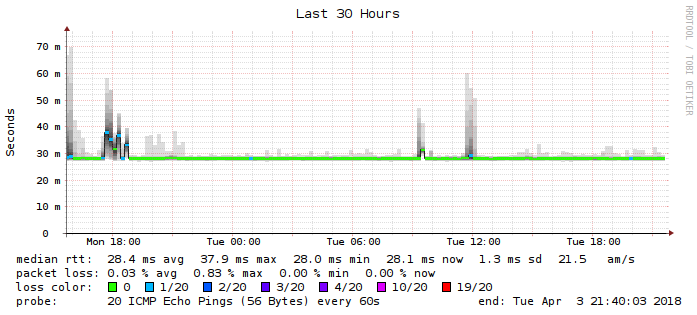 Last 30 Hours
RRDTOOL / TOBI OETIKER
Seconds
70 m
60 m
50 m
40 m
30 m
20 m
10 m
0
Mon 18:00 Tue 00:00 Tue 06:00 Tue 12:00 Tue 18:00
median rtt: 28.4 ms avg 37.9 ms max 28.0 ms min 28.1 ms now 1.3 ms sd 21.5 am/s
packet loss: 0.03 % avg 0.83 % max 0.00 % min 0.00 % now
loss color: 0 1/20 2/20 3/20 4/20 10/20 19/20
probe: 20 ICMP Echo Pings (56 Bytes) every 60s end: Tue Apr 3 21:40:03 2018